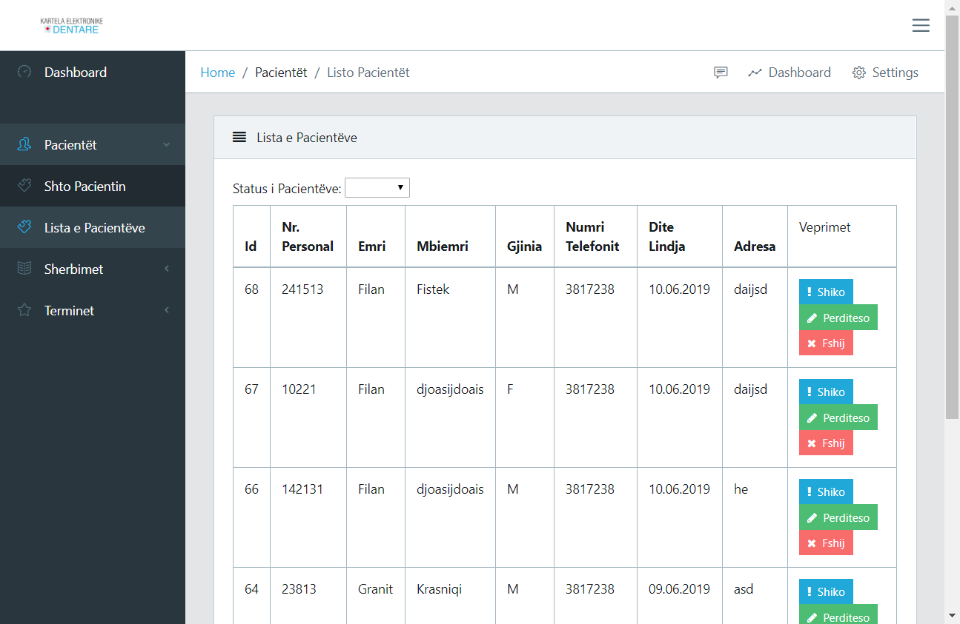 KARTELA ELEKTRONIKE
DENTARE
Dashboard
Pacientët
Shto Pacientin
Lista e Pacientëve
Sherbimet
Terminet
Home / Pacientët / Listo Pacientët
Dashboard Settings
Lista e Pacientëve
Status i Pacientëve:
Id Nr. Personal Emri Mbiemri Gjinia Numri Telefonit Dite Lindja Adresa Veprimet
68 241513 Filan Fistek M 3817238 10.06.2019 daijsd
Shiko
Perditeso
Fshij
67 10221 Filan djoasijdoais F 3817238 10.06.2019 daijsd
Shiko
Perditeso
Fshij
66 142131 Filan djoasijdoais M 3817238 10.06.2019 he
Shiko
Perditeso
Fshij
64 23813 Granit Krasniqi M 3817238 09.06.2019 asd
Shiko
Perditeso